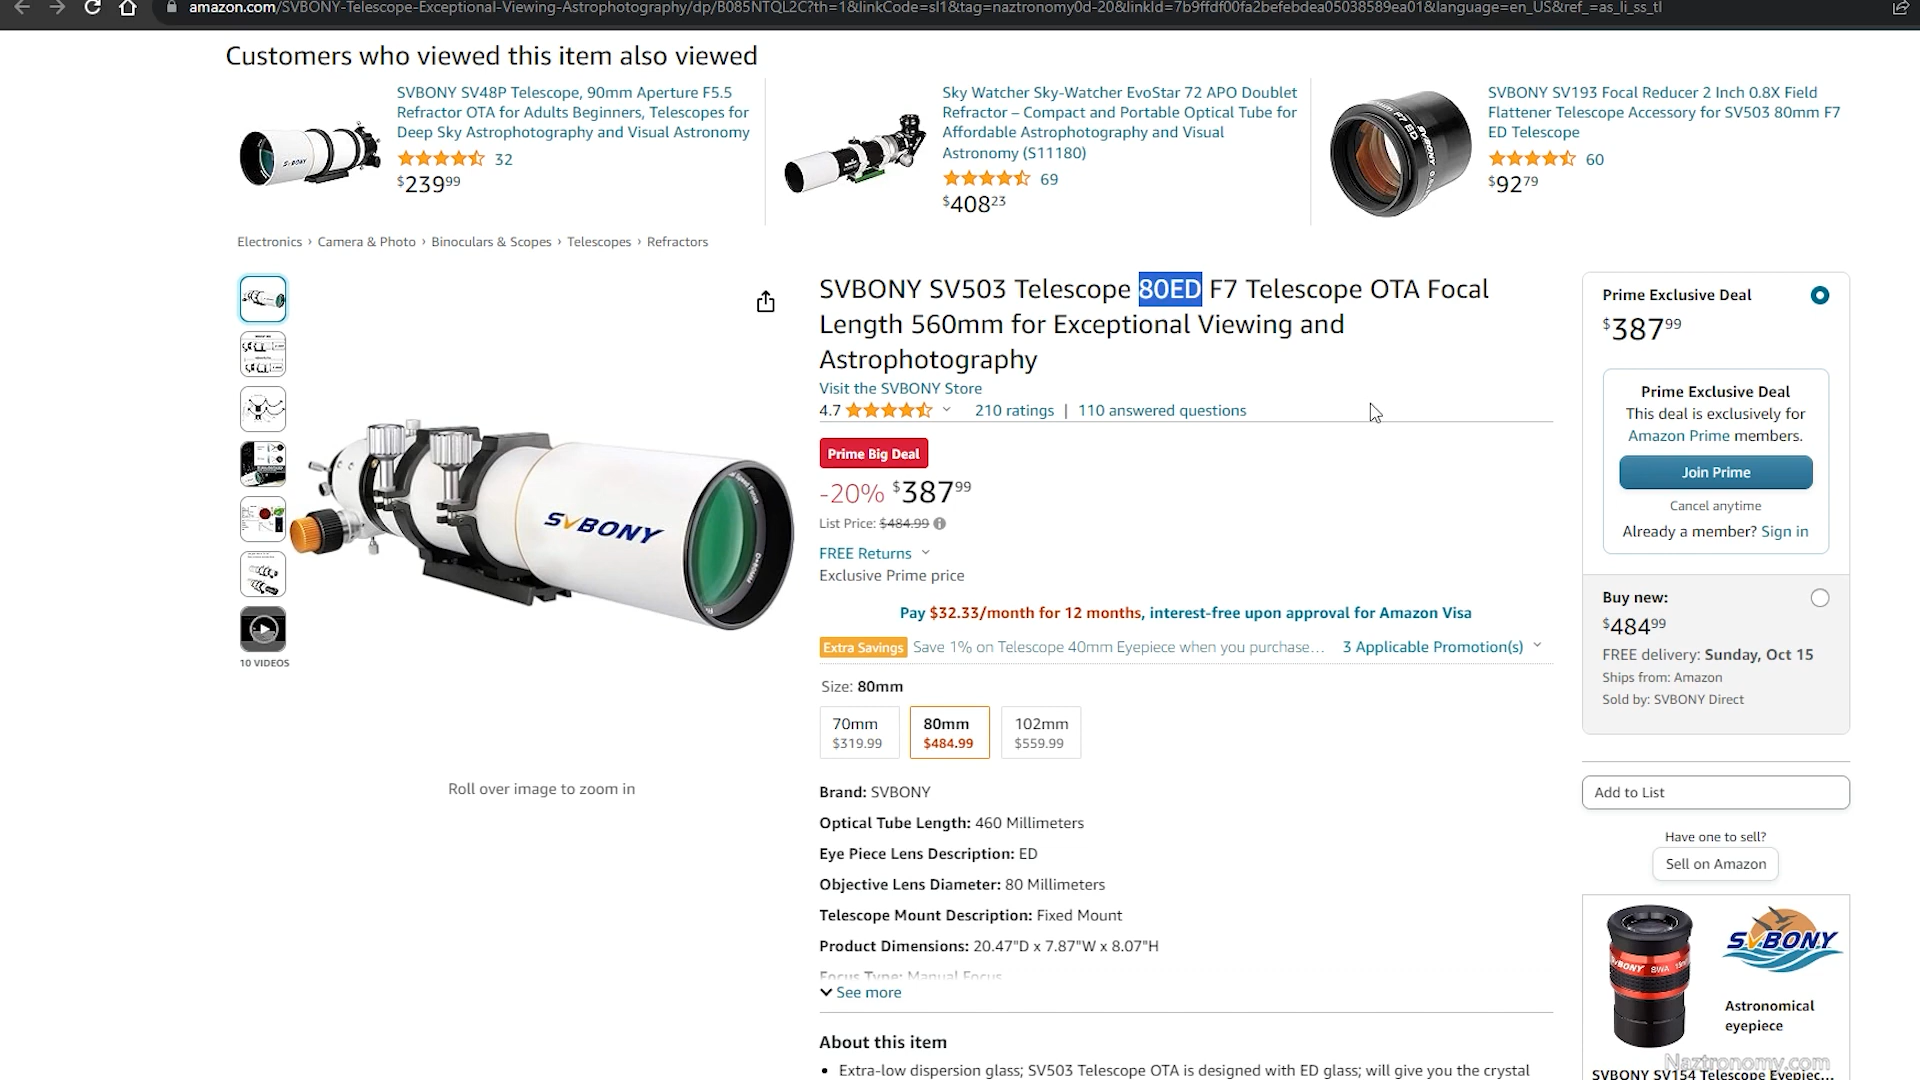 amazon.com/SVBONY-Telescope-Exceptional-Viewing-Astrophotography/dp/B085NTQL2C?th=1&linkCode=sl1&tag=naztronomy0d-20&linkId=7b9ffdf00fa2befebdea05038589ea01&language=en_US&ref_=as_li_ss_tl
Customers who viewed this item also viewed
SVBONY SV48P Telescope, 90mm Aperture F5.5
Refractor OTA for Adults Beginners, Telescopes for
Deep Sky Astrophotography and Visual Astronomy
32
$23999
Sky Watcher Sky-Watcher EvoStar 72 APO Doublet
Refractor – Compact and Portable Optical Tube for
Affordable Astrophotography and Visual
Astronomy (S11180)
69
$40823
SVBONY SV193 Focal Reducer 2 Inch 0.8X Field
Flattener Telescope Accessory for SV503 80mm F7
ED Telescope
60
$9279
Electronics › Camera & Photo › Binoculars & Scopes › Telescopes › Refractors
10 VIDEOS
SVBONY
Roll over image to zoom in
SVBONY SV503 Telescope 80ED F7 Telescope OTA Focal
Length 560mm for Exceptional Viewing and
Astrophotography
Visit the SVBONY Store
4.7 210 ratings | 110 answered questions
Prime Big Deal
-20% $38799
List Price: $484.99
FREE Returns
Exclusive Prime price
Pay $32.33/month for 12 months, interest-free upon approval for Amazon Visa
Extra Savings Save 1% on Telescope 40mm Eyepiece when you purchase… 3 Applicable Promotion(s)
Size: 80mm
70mm
$319.99
80mm
$484.99
102mm
$559.99
Brand: SVBONY
Optical Tube Length: 460 Millimeters
Eye Piece Lens Description: ED
Objective Lens Diameter: 80 Millimeters
Telescope Mount Description: Fixed Mount
Product Dimensions: 20.47"D x 7.87"W x 8.07"H
Focus Type: Manual Focus
See more
About this item
• Extra-low dispersion glass; SV503 Telescope OTA is designed with ED glass; will give you the crystal
Prime Exclusive Deal
$38799
Prime Exclusive Deal
This deal is exclusively for
Amazon Prime members.
Join Prime
Cancel anytime
Already a member? Sign in
Buy new:
$48499
FREE delivery: Sunday, Oct 15
Ships from: Amazon
Sold by: SVBONY Direct
Add to List
Have one to sell?
Sell on Amazon
SVBONY
Astronomical
eyepiece
Naztronomy.com
SVBONY SV154 Telescope Eyepiec...